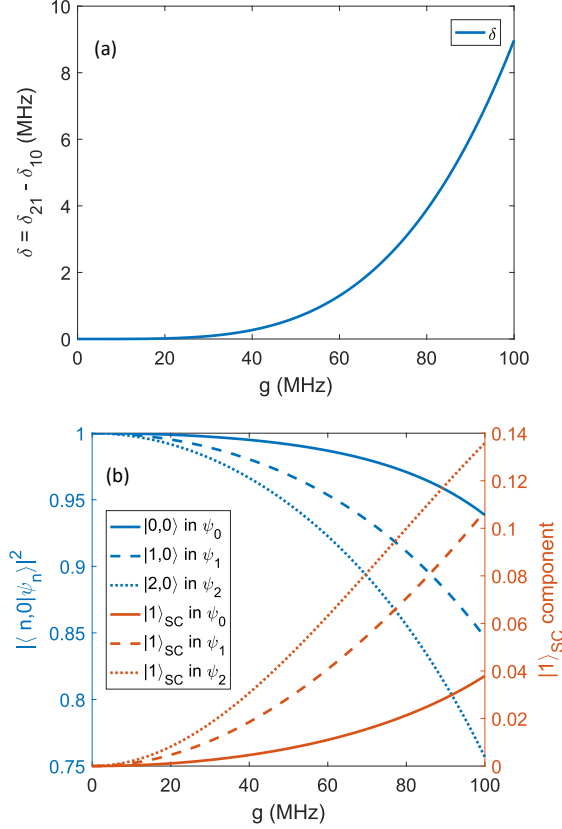 (a)
δ
10
8
6
4
2
0
δ = δ21 - δ10 (MHz)
0 20 40 60 80 100
g (MHz)
(b)
1
0.95
0.9
0.85
0.8
0.75
|⟨ n,0|ψn⟩|2
|0,0⟩ in ψ0
|1,0⟩ in ψ1
|2,0⟩ in ψ2
|1⟩SC in ψ0
|1⟩SC in ψ1
|1⟩SC in ψ2
0.14
0.12
0.1
0.08
0.06
0.04
0.02
0
|1⟩SC component
0 20 40 60 80 100
g (MHz)